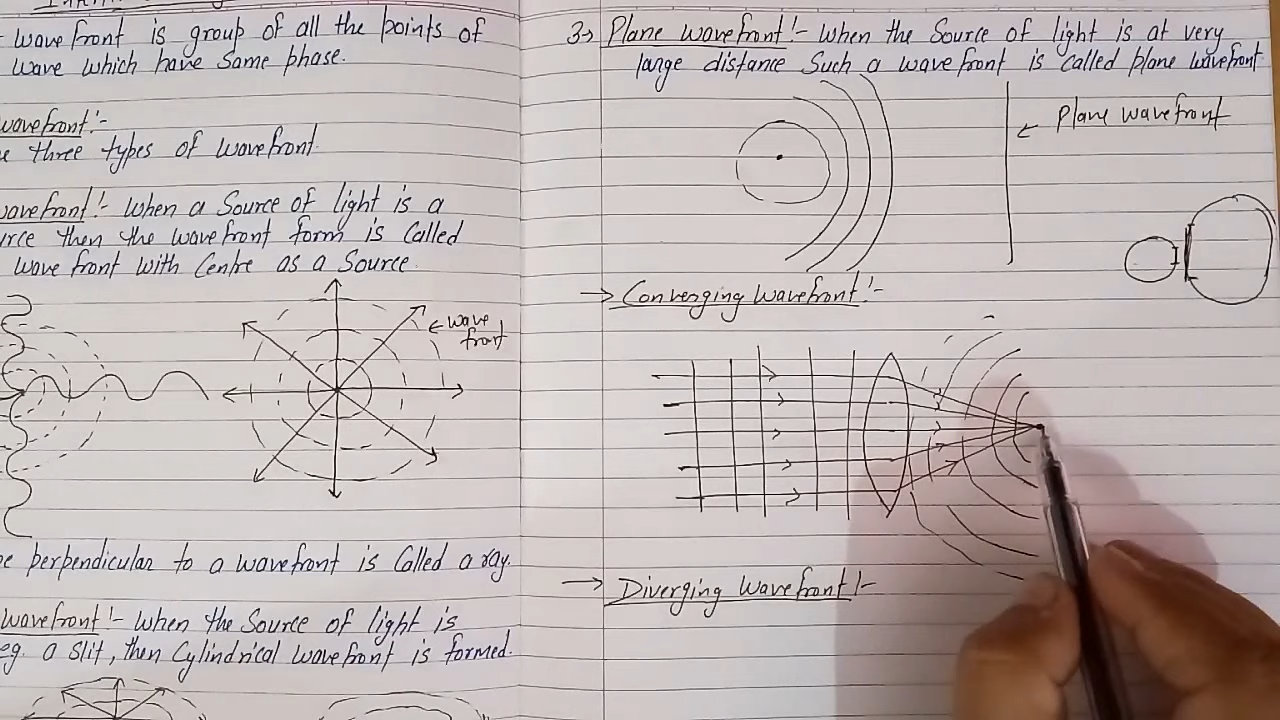 wavefront is group of all the points of
wave which have same phase.
wavefront:-
three types of wavefront.
wavefront:- when a source of light is a
then the wavefront form is called
wave front with centre as a source.
wave
front
perpendicular to a wavefront is called a ray.
wavefront:- when the source of light is
eg. a slit, then cylindrical wavefront is formed.
3→ Plane wavefront:- when the source of light is at very
large distance such a wavefront is called plane wavefront
← Plane wavefront
→ Converging wavefront:-
→ Diverging wavefront:-